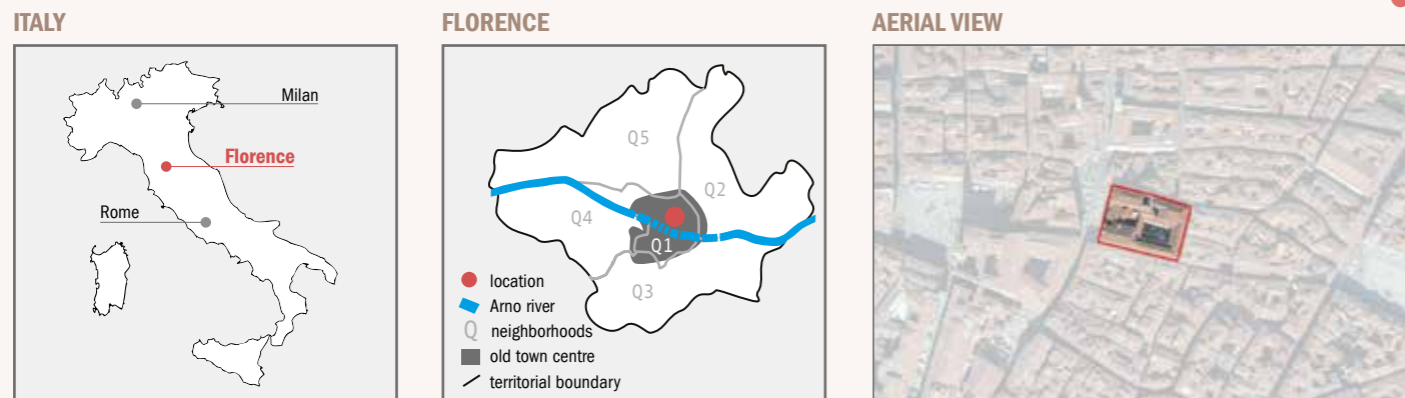 ITALY
Milan
Florence
Rome
FLORENCE
Q5
Q2
Q4
Q1
Q3
location
Arno river
Q neighborhoods
old town centre
territorial boundary
AERIAL VIEW